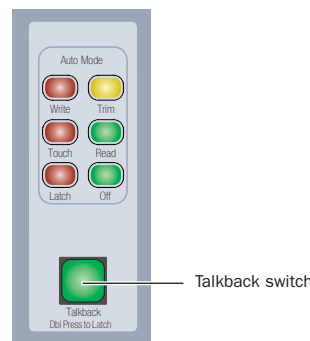 Auto Mode
Write Trim
Touch Read
Latch Off
Talkback switch
Talkback
Dbl Press to Latch